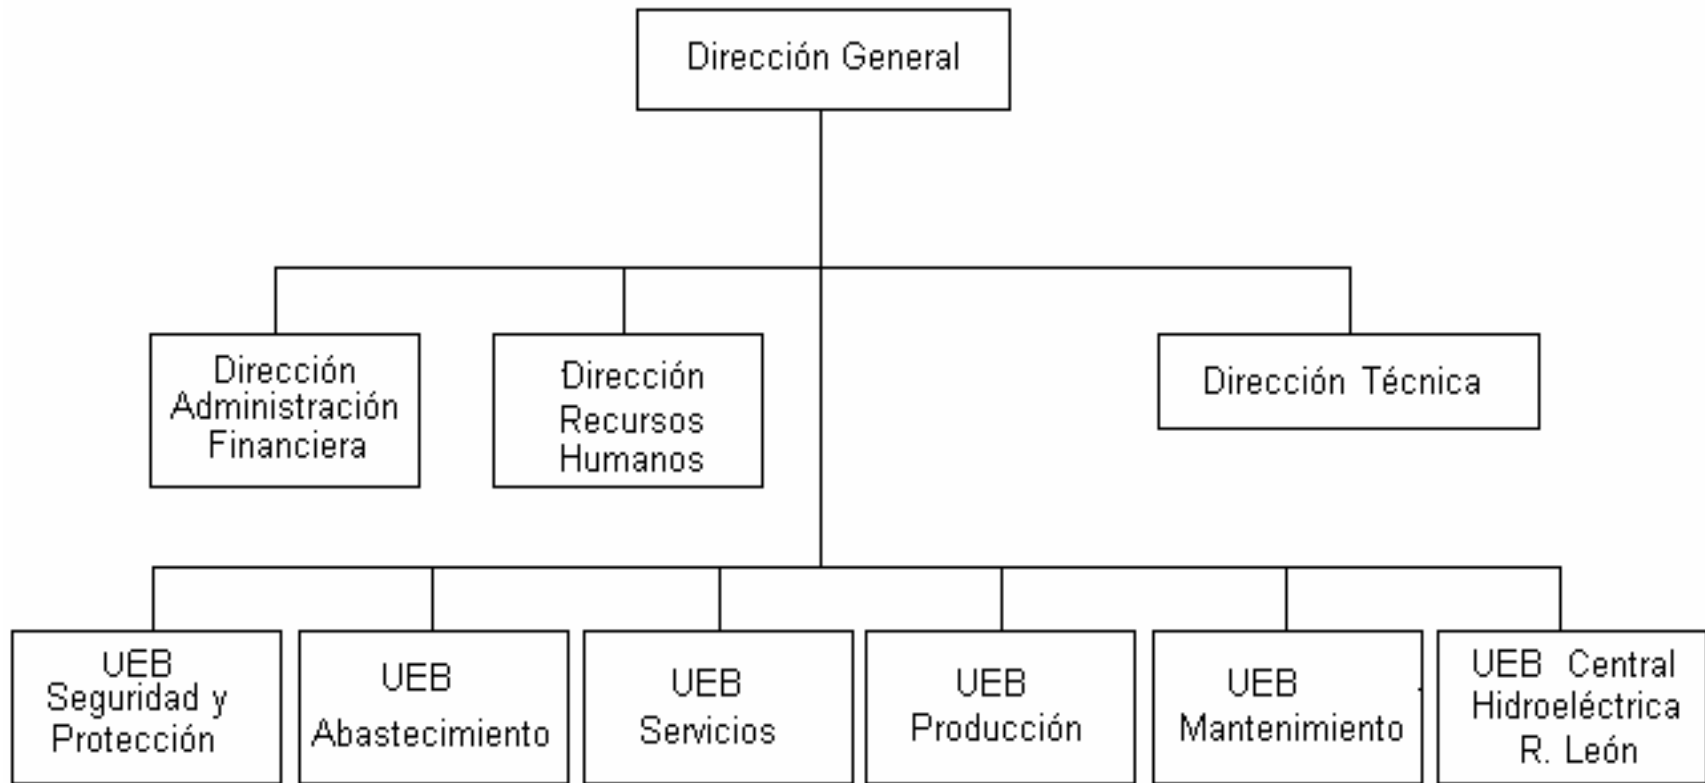 Dirección General
Dirección
Administración
Financiera
Dirección
Recursos
Humanos
Dirección Técnica
UEB
Seguridad y
Protección
UEB
Abastecimiento
UEB
Servicios
UEB
Producción
UEB
Mantenimiento
UEB Central
Hidroeléctrica
R. León